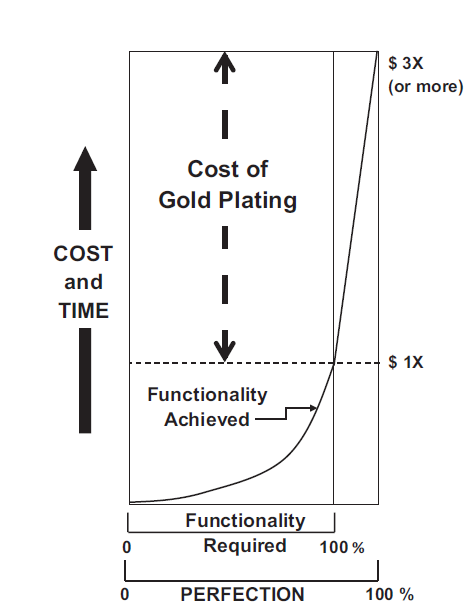 $ 3X
(or more)
Cost of
Gold Plating
COST
and
TIME
$ 1X
Functionality
Achieved
Functionality
Required
0
100 %
0
PERFECTION
100 %